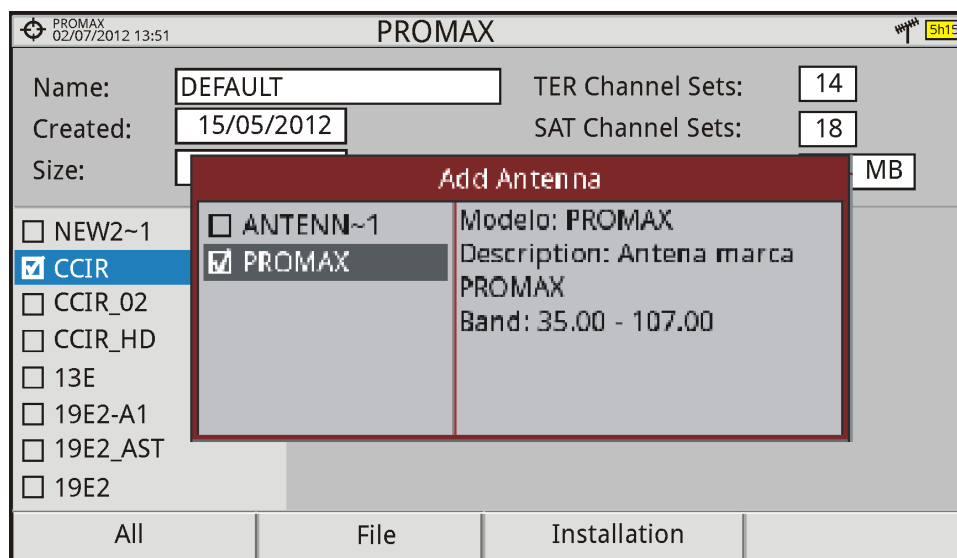 PROMAX
02/07/2012 13:51
PROMAX
5h15
Name: DEFAULT
TER Channel Sets: 14
Created: 15/05/2012
SAT Channel Sets: 18
Size:
MB
Add Antenna
ANTENN~1
PROMAX
Modelo: PROMAX
Description: Antena marca
PROMAX
Band: 35.00 - 107.00
NEW2~1
CCIR
CCIR_02
CCIR_HD
13E
19E2-A1
19E2_AST
19E2
All
File
Installation